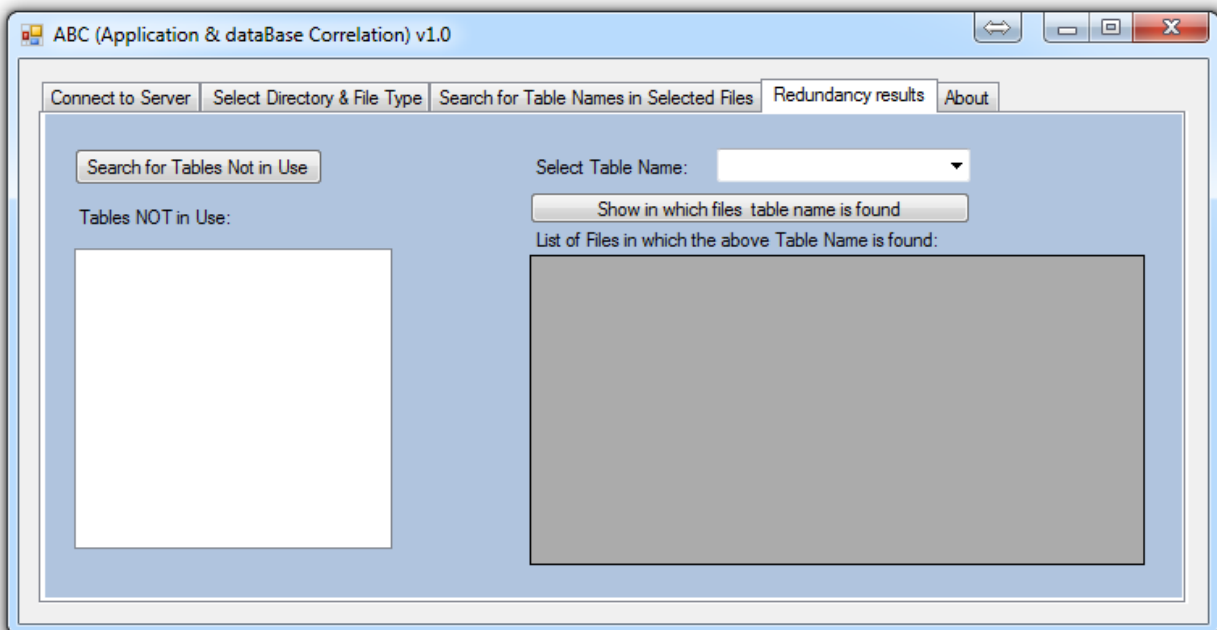 ABC (Application & dataBase Correlation) v1.0
Connect to Server Select Directory & File Type Search for Table Names in Selected Files Redundancy results About
Search for Tables Not in Use
Tables NOT in Use:
Select Table Name:
Show in which files table name is found
List of Files in which the above Table Name is found: